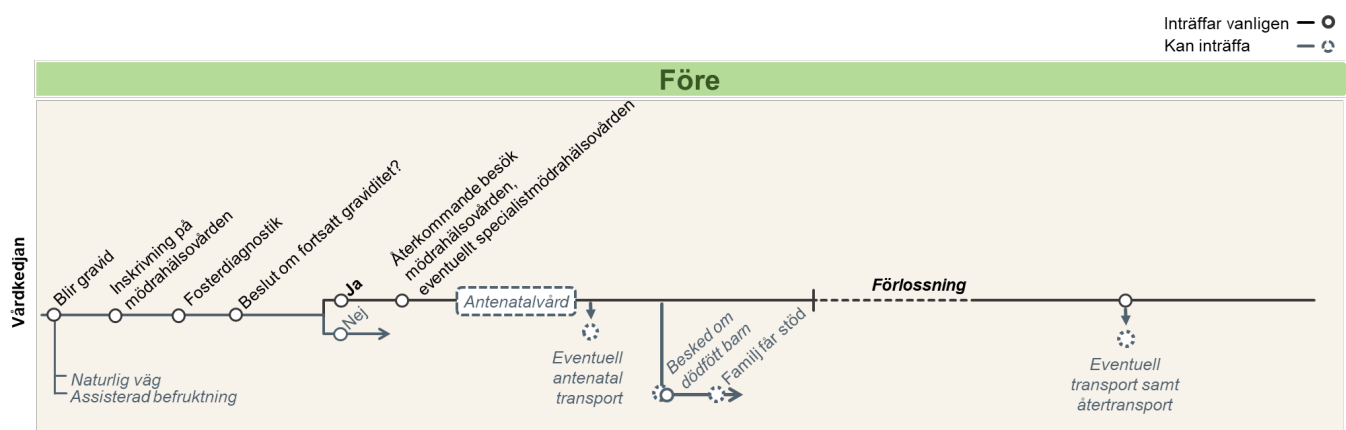 Inträffar vanligen
Kan inträffa
Före
Vårdkedjan
Blir gravid
Inskrivning på
mödrahälsovården
Fosterdiagnostik
Beslut om fortsatt graviditet?
Ja
Nej
Återkommande besök
mödrahälsovården,
eventuellt specialistmödrahälsovården
Naturlig väg
Assisterad befruktning
Antenatalvård
Eventuell
antenatal
transport
Besked om
dödfött barn
Familj får stöd
Förlossning
Eventuell
transport samt
återtransport